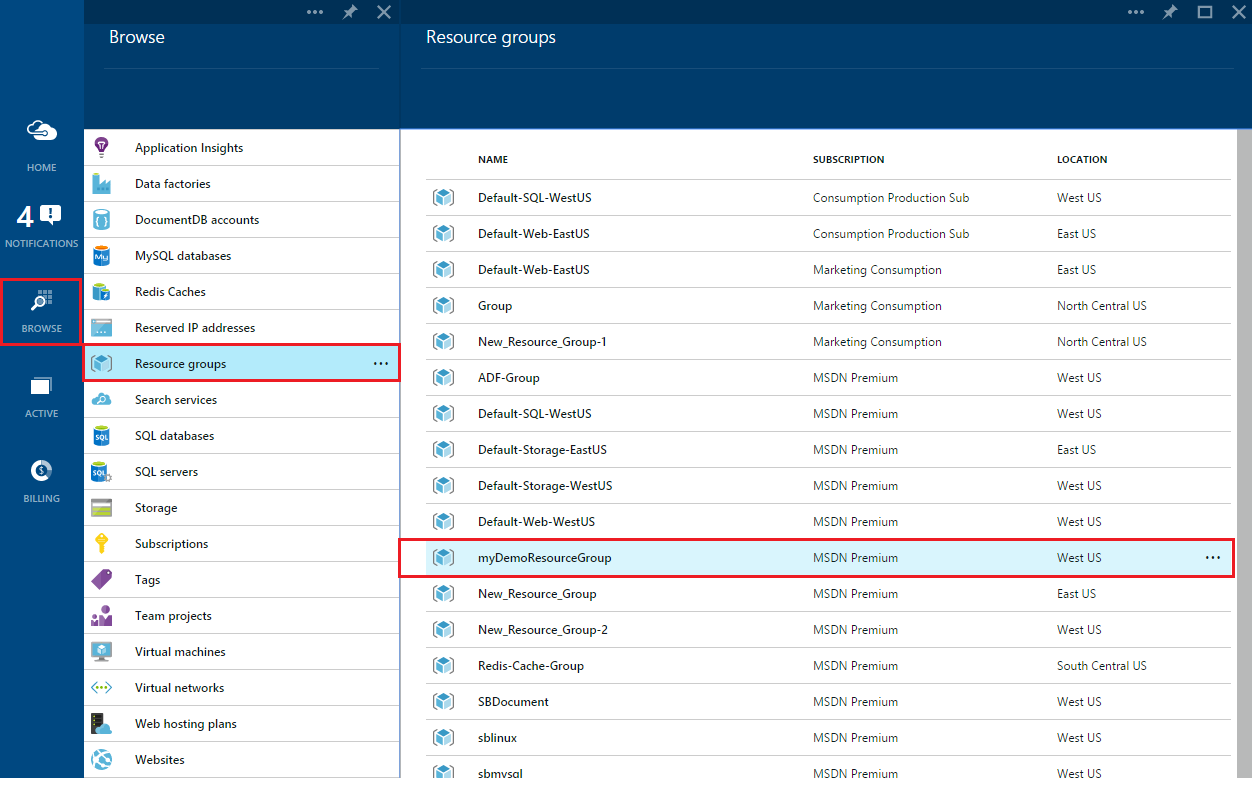 Browse
Resource groups
HOME
4
NOTIFICATIONS
BROWSE
ACTIVE
BILLING
Application Insights
Data factories
DocumentDB accounts
MySQL databases
Redis Caches
Reserved IP addresses
Resource groups ...
Search services
SQL databases
SQL servers
Storage
Subscriptions
Tags
Team projects
Virtual machines
Virtual networks
Web hosting plans
Websites
NAME SUBSCRIPTION LOCATION
Default-SQL-WestUS Consumption Production Sub West US
Default-Web-EastUS Consumption Production Sub East US
Default-Web-EastUS Marketing Consumption East US
Group Marketing Consumption North Central US
New_Resource_Group-1 Marketing Consumption North Central US
ADF-Group MSDN Premium West US
Default-SQL-WestUS MSDN Premium West US
Default-Storage-EastUS MSDN Premium East US
Default-Storage-WestUS MSDN Premium West US
Default-Web-WestUS MSDN Premium West US
myDemoResourceGroup MSDN Premium West US ...
New_Resource_Group MSDN Premium East US
New_Resource_Group-2 MSDN Premium West US
Redis-Cache-Group MSDN Premium South Central US
SBDocument MSDN Premium West US
sblinux MSDN Premium West US
sbmysql MSDN Premium West US